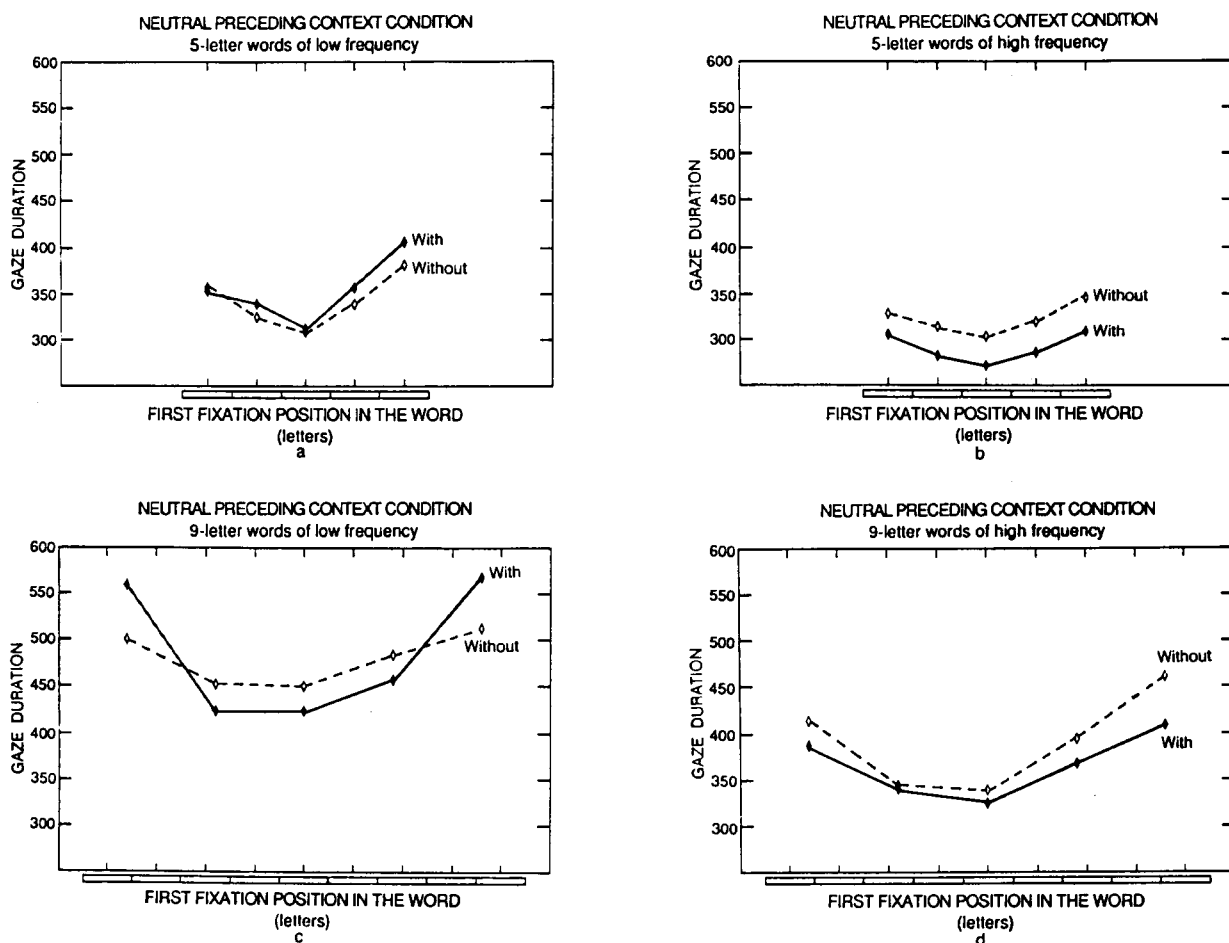 NEUTRAL PRECEDING CONTEXT CONDITION
5-letter words of low frequency
600
550
500
450
400
350
300
GAZE DURATION
With
Without
FIRST FIXATION POSITION IN THE WORD
(letters)
a
NEUTRAL PRECEDING CONTEXT CONDITION
5-letter words of high frequency
600
550
500
450
400
350
300
GAZE DURATION
Without
With
FIRST FIXATION POSITION IN THE WORD
(letters)
b
NEUTRAL PRECEDING CONTEXT CONDITION
9-letter words of low frequency
600
550
500
450
400
350
300
GAZE DURATION
With
Without
FIRST FIXATION POSITION IN THE WORD
(letters)
c
NEUTRAL PRECEDING CONTEXT CONDITION
9-letter words of high frequency
600
550
500
450
400
350
300
GAZE DURATION
Without
With
FIRST FIXATION POSITION IN THE WORD
(letters)
d